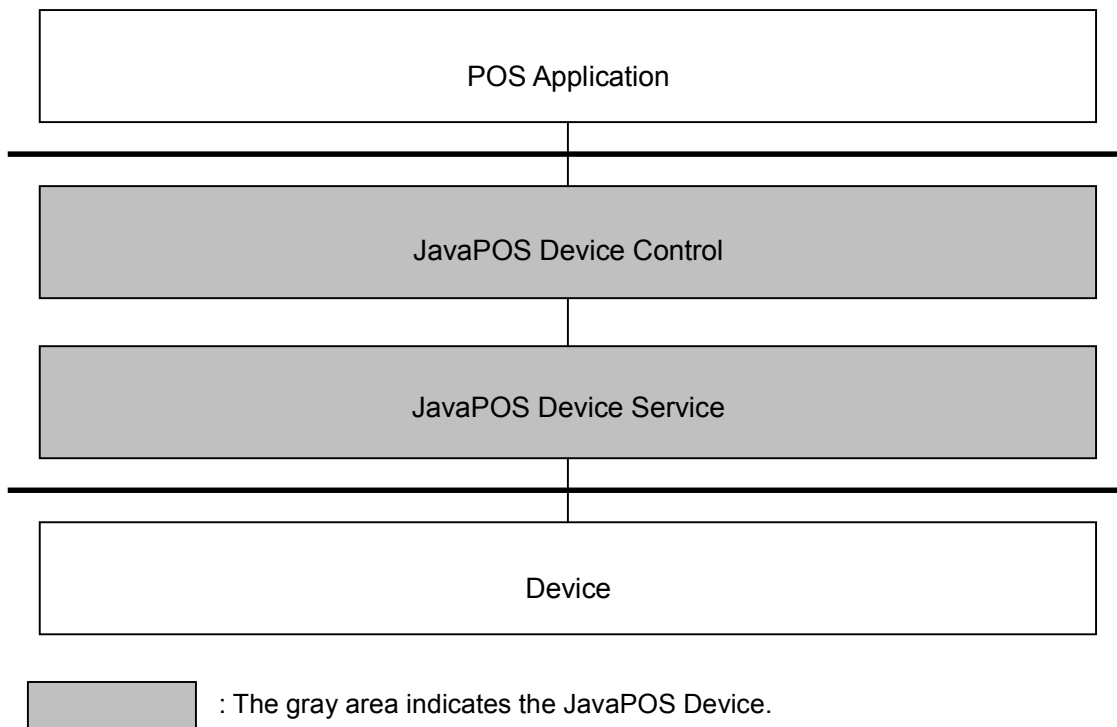 POS Application
JavaPOS Device Control
JavaPOS Device Service
Device
: The gray area indicates the JavaPOS Device.